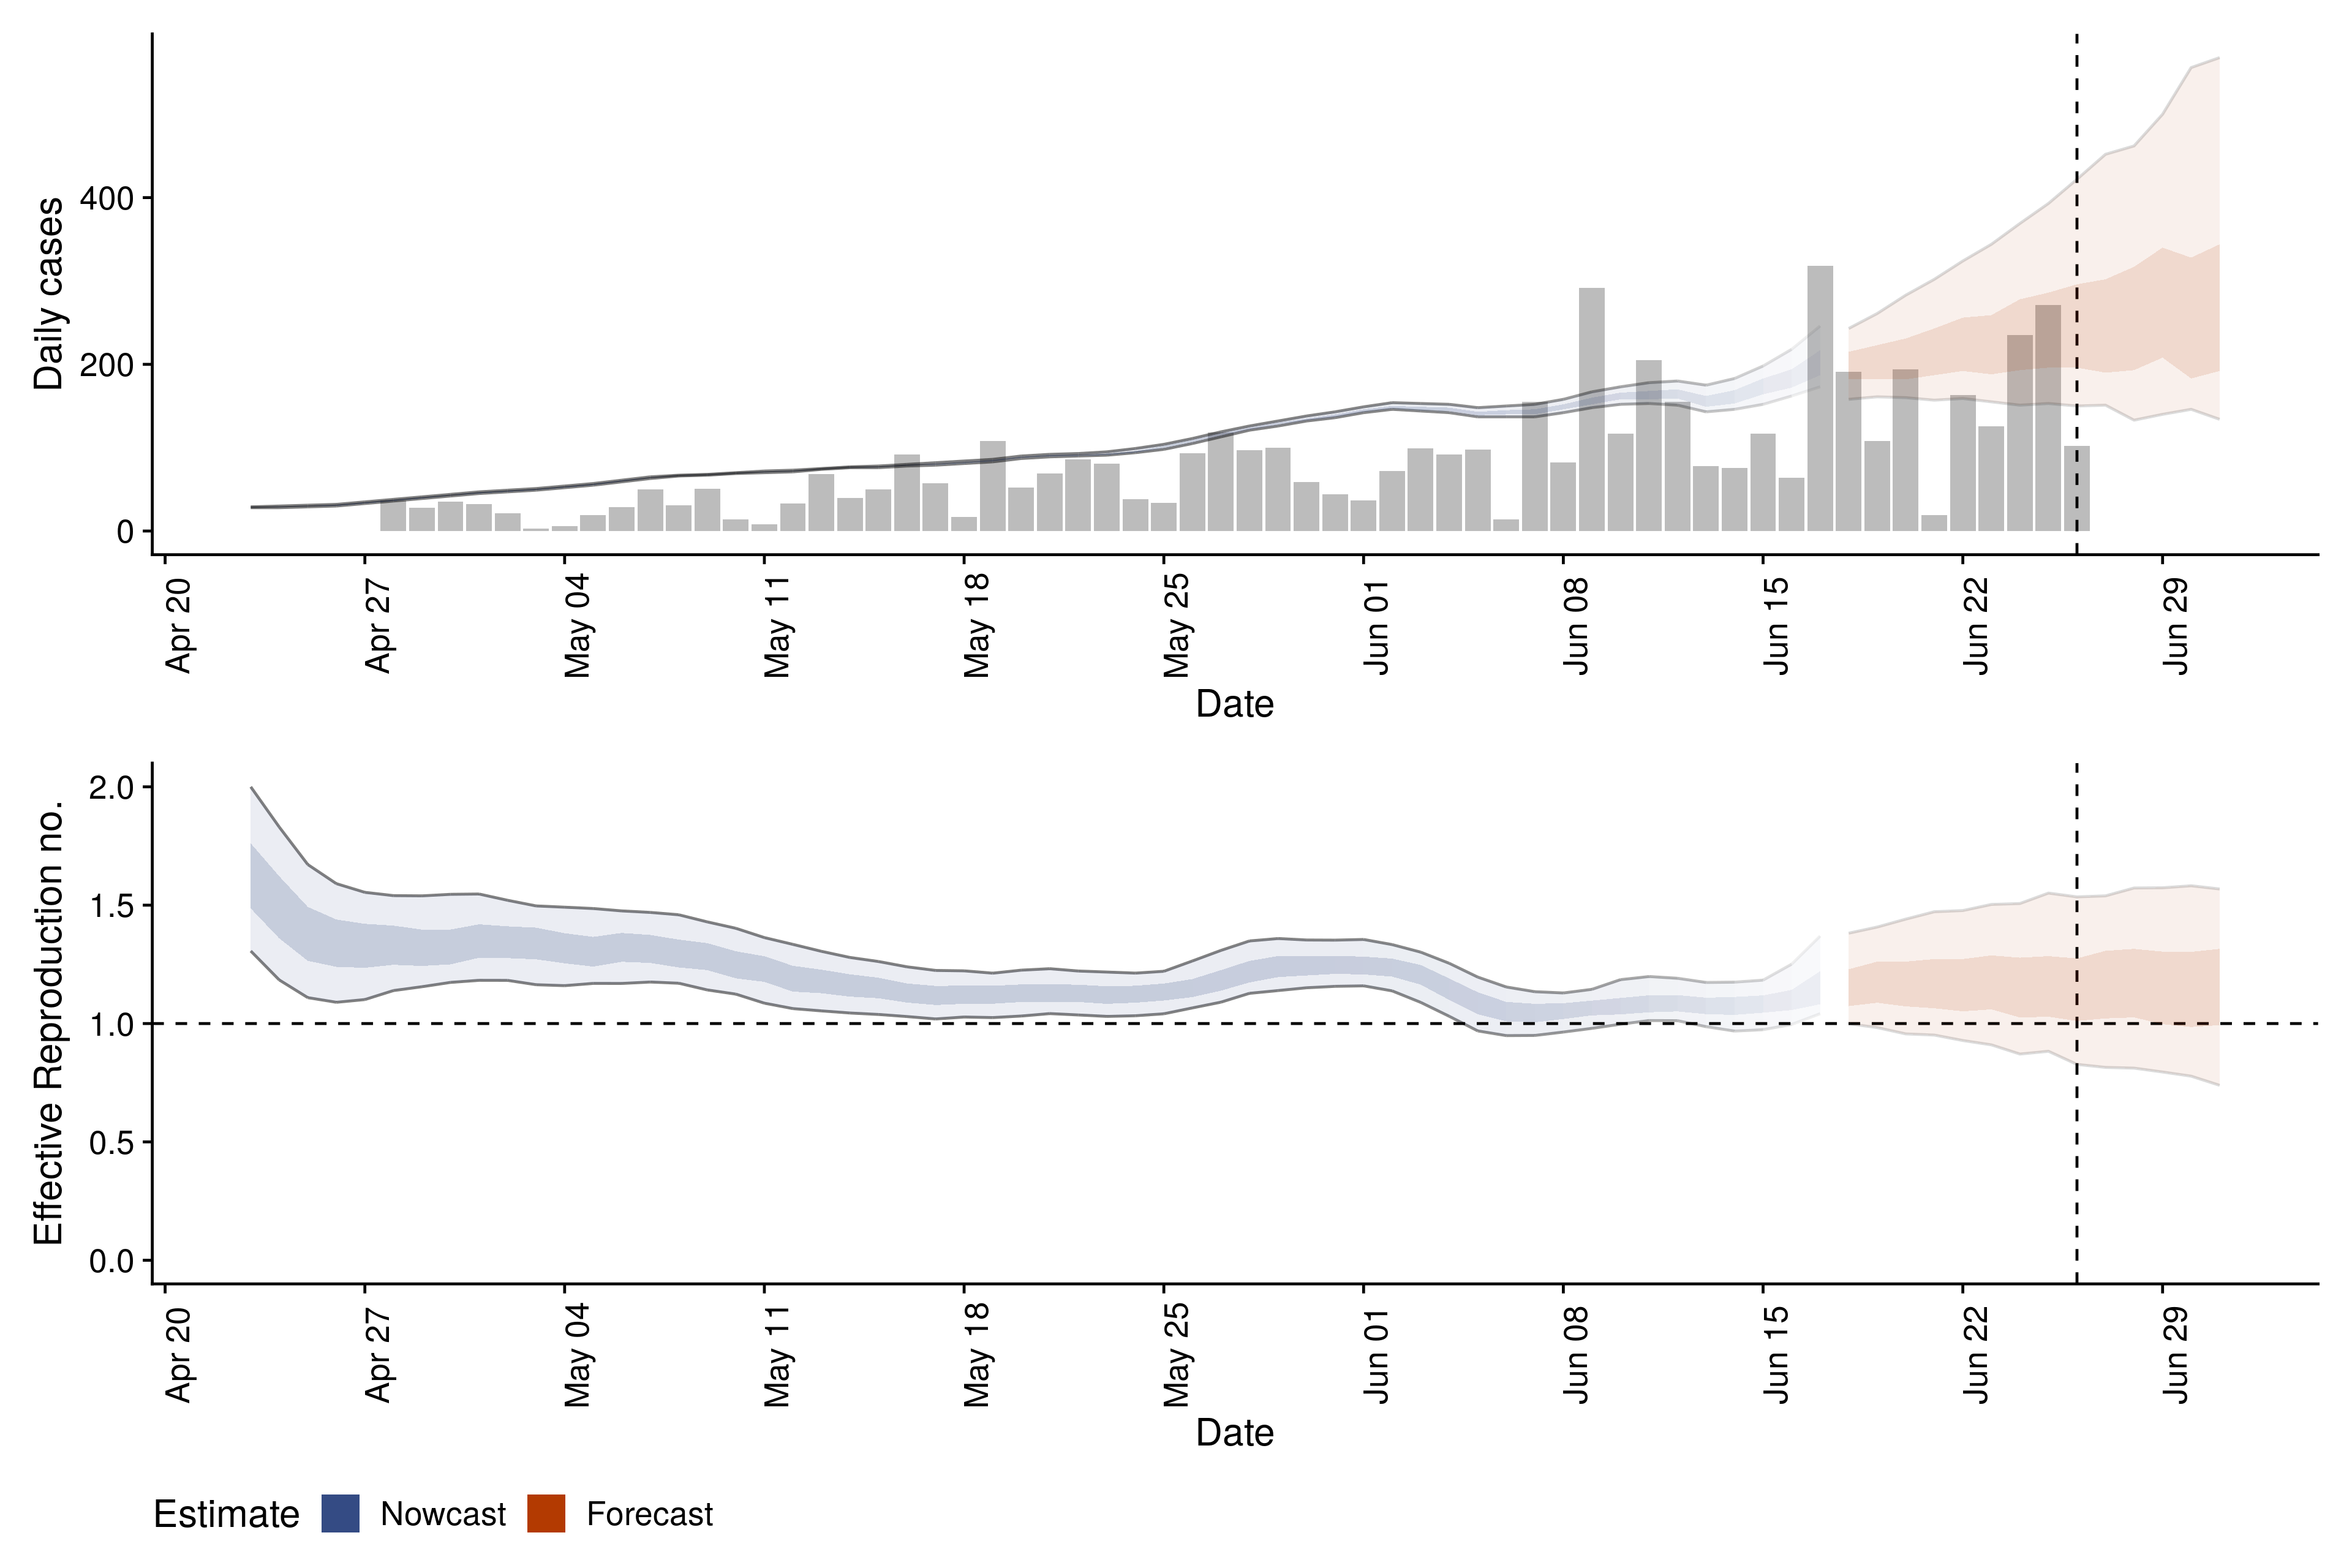 Daily cases
400
200
0
Apr 20 Apr 27 May 04 May 11 May 18 May 25 Jun 01 Jun 08 Jun 15 Jun 22 Jun 29
Date
Effective Reproduction no.
2.0
1.5
1.0
0.5
0.0
Apr 20 Apr 27 May 04 May 11 May 18 May 25 Jun 01 Jun 08 Jun 15 Jun 22 Jun 29
Date
Estimate Nowcast Forecast